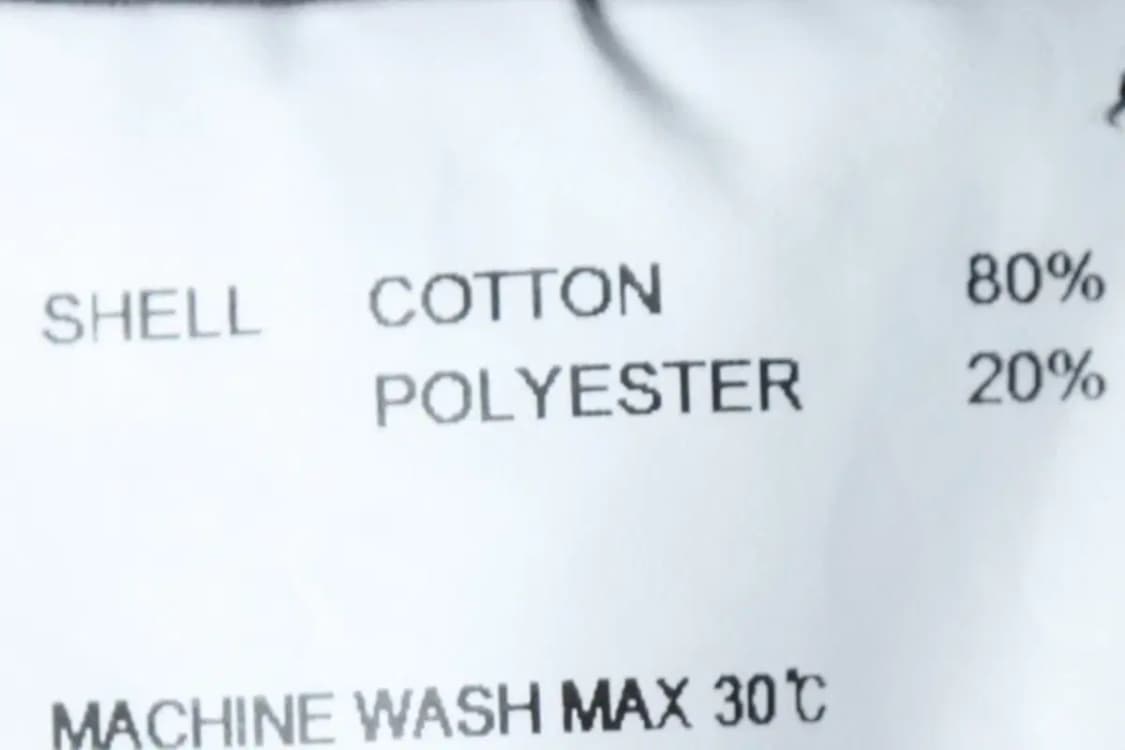 SHELL COTTON 80%
POLYESTER 20%
MACHINE WASH MAX 30℃